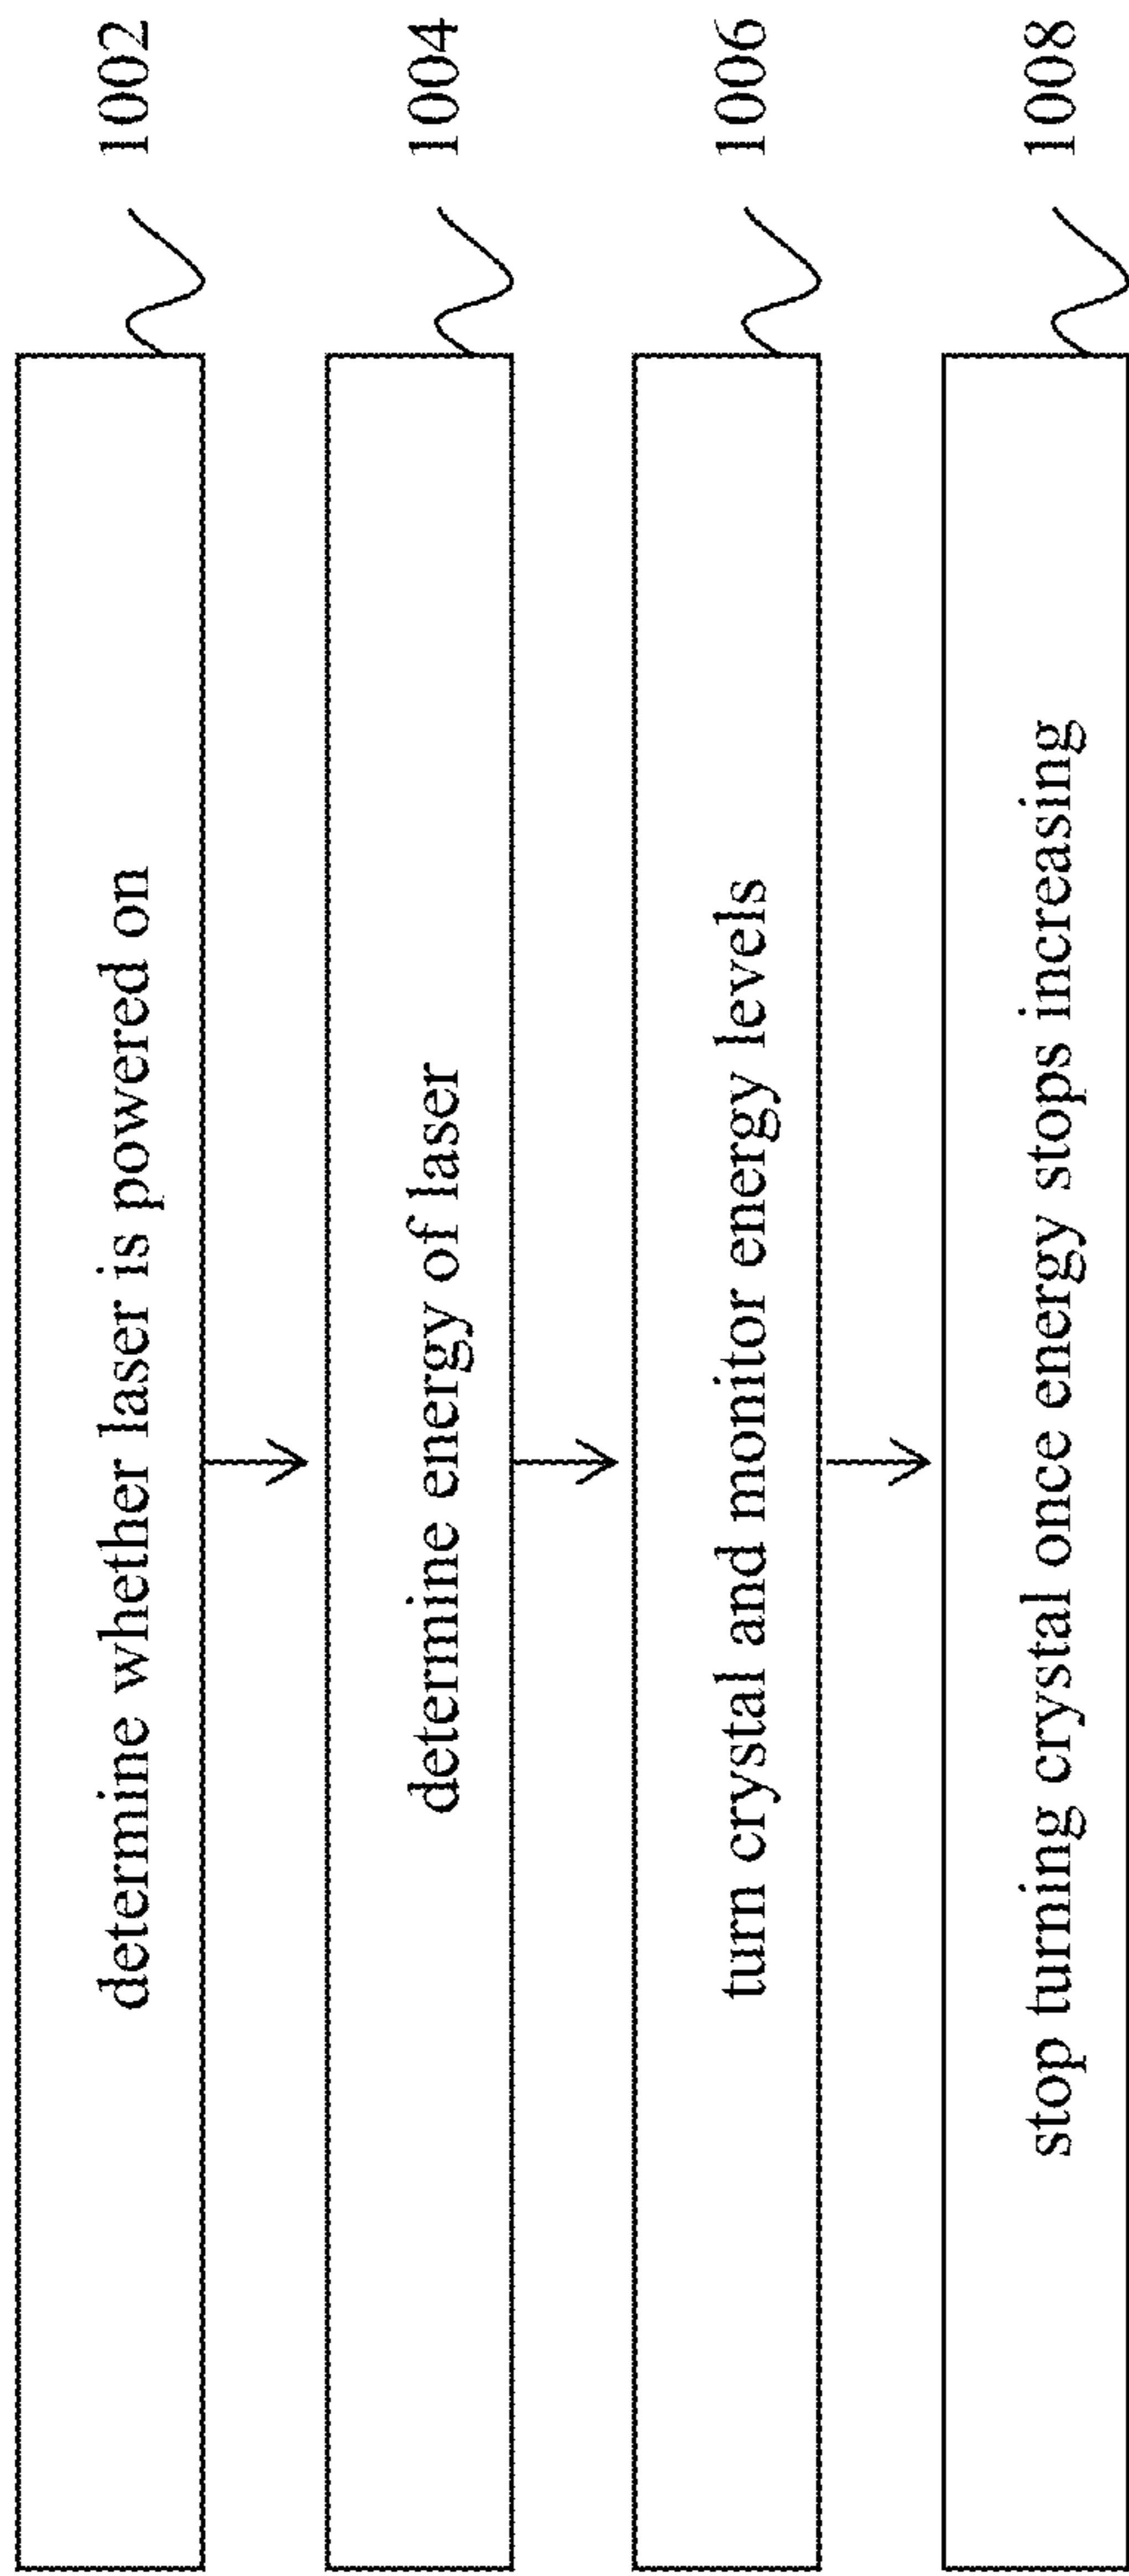 determine whether laser is powered on
1002
determine energy of laser
1004
turn crystal and monitor energy levels
1006
stop turning crystal once energy stops increasing
1008